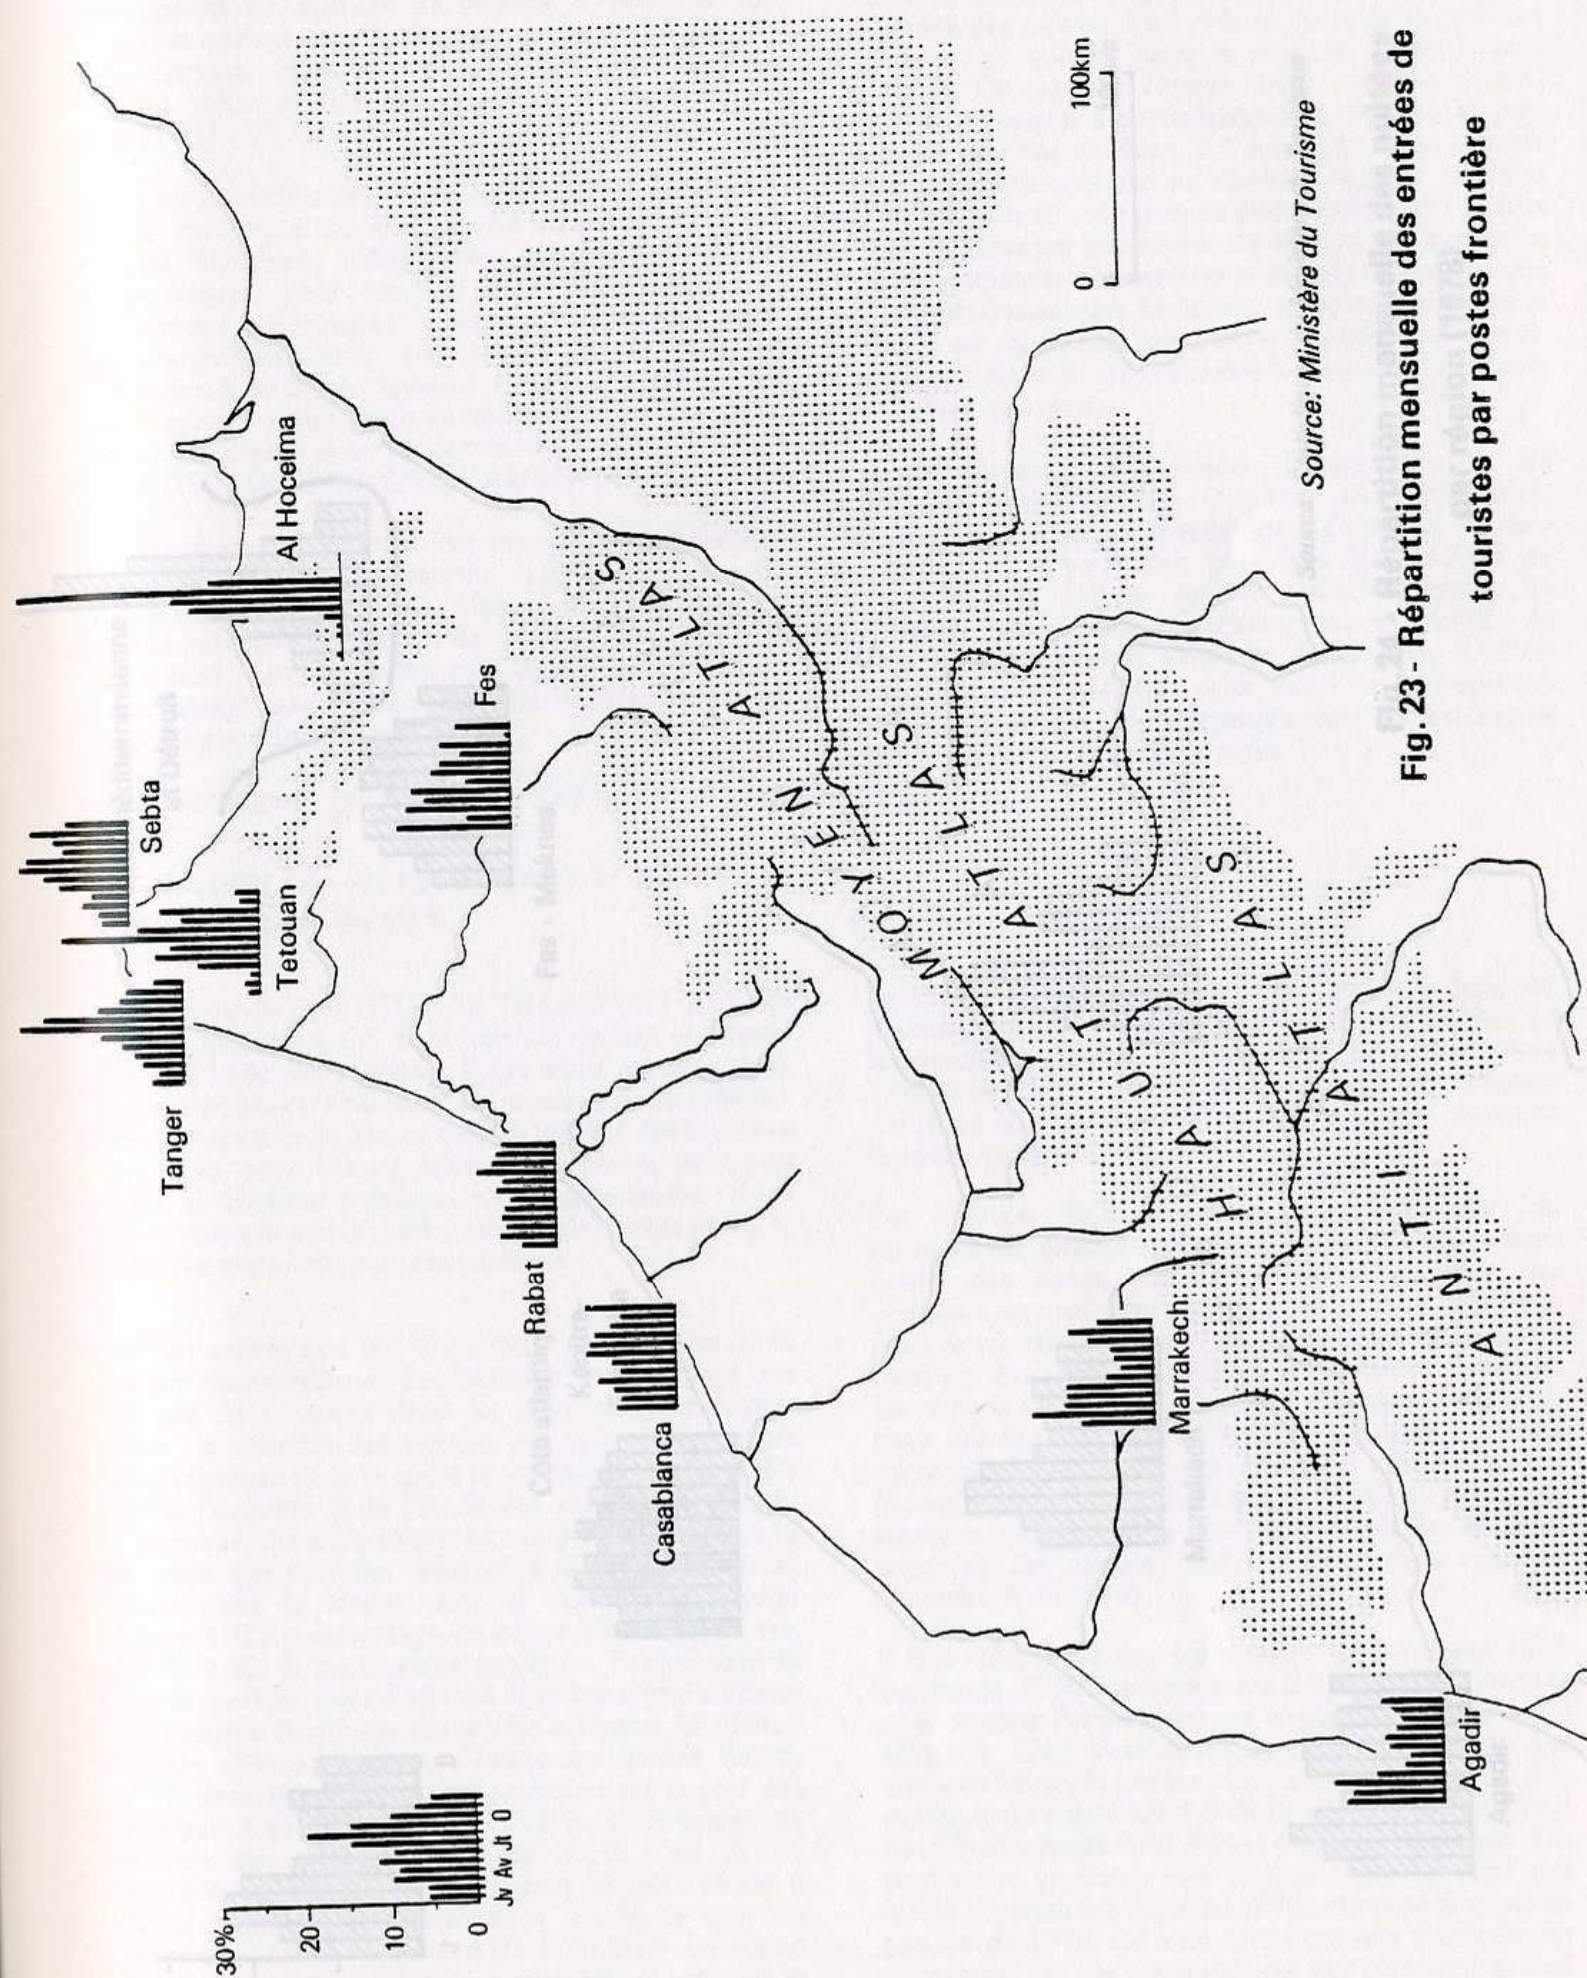 30%
20
10
0
Jv Av Jt O
Tanger
Tetouan
Sebta
Al Hoceima
Fes
Rabat
Casablanca
Marrakech
Agadir
MOYEN ATLAS
HAUT ATLAS
ANTI ATLAS
0 100km
Source: Ministère du Tourisme
Fig. 23 - Répartition mensuelle des entrées de
touristes par postes frontière